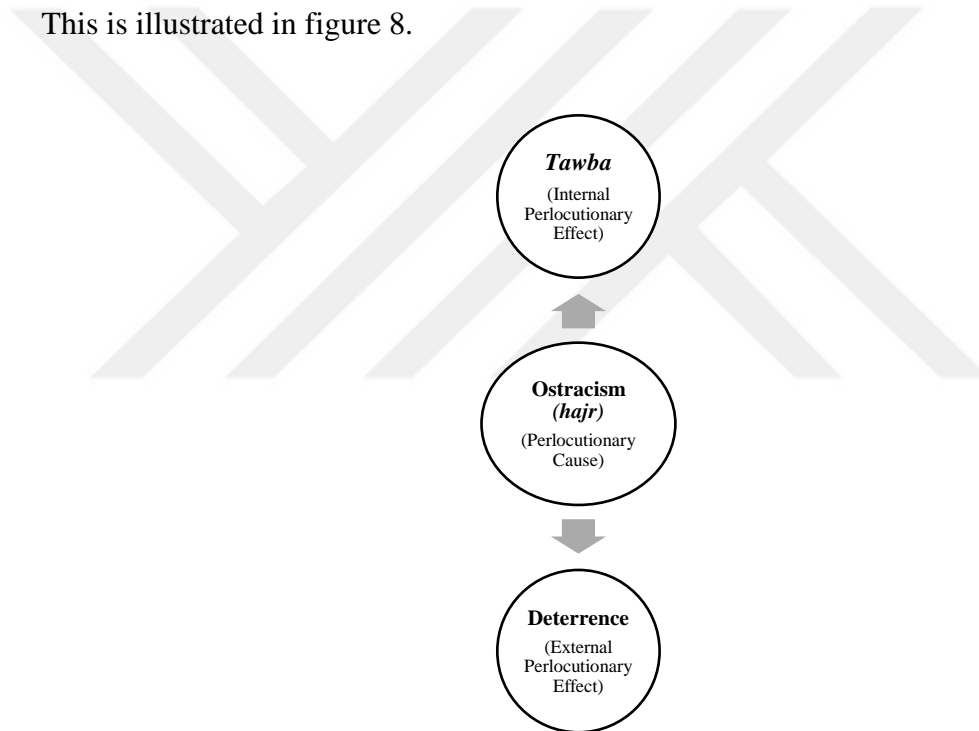 This is illustrated in figure 8.
Tawba
(Internal
Perlocutionary
Effect)
Ostracism
(hajr)
(Perlocutionary
Cause)
Deterrence
(External
Perlocutionary
Effect)